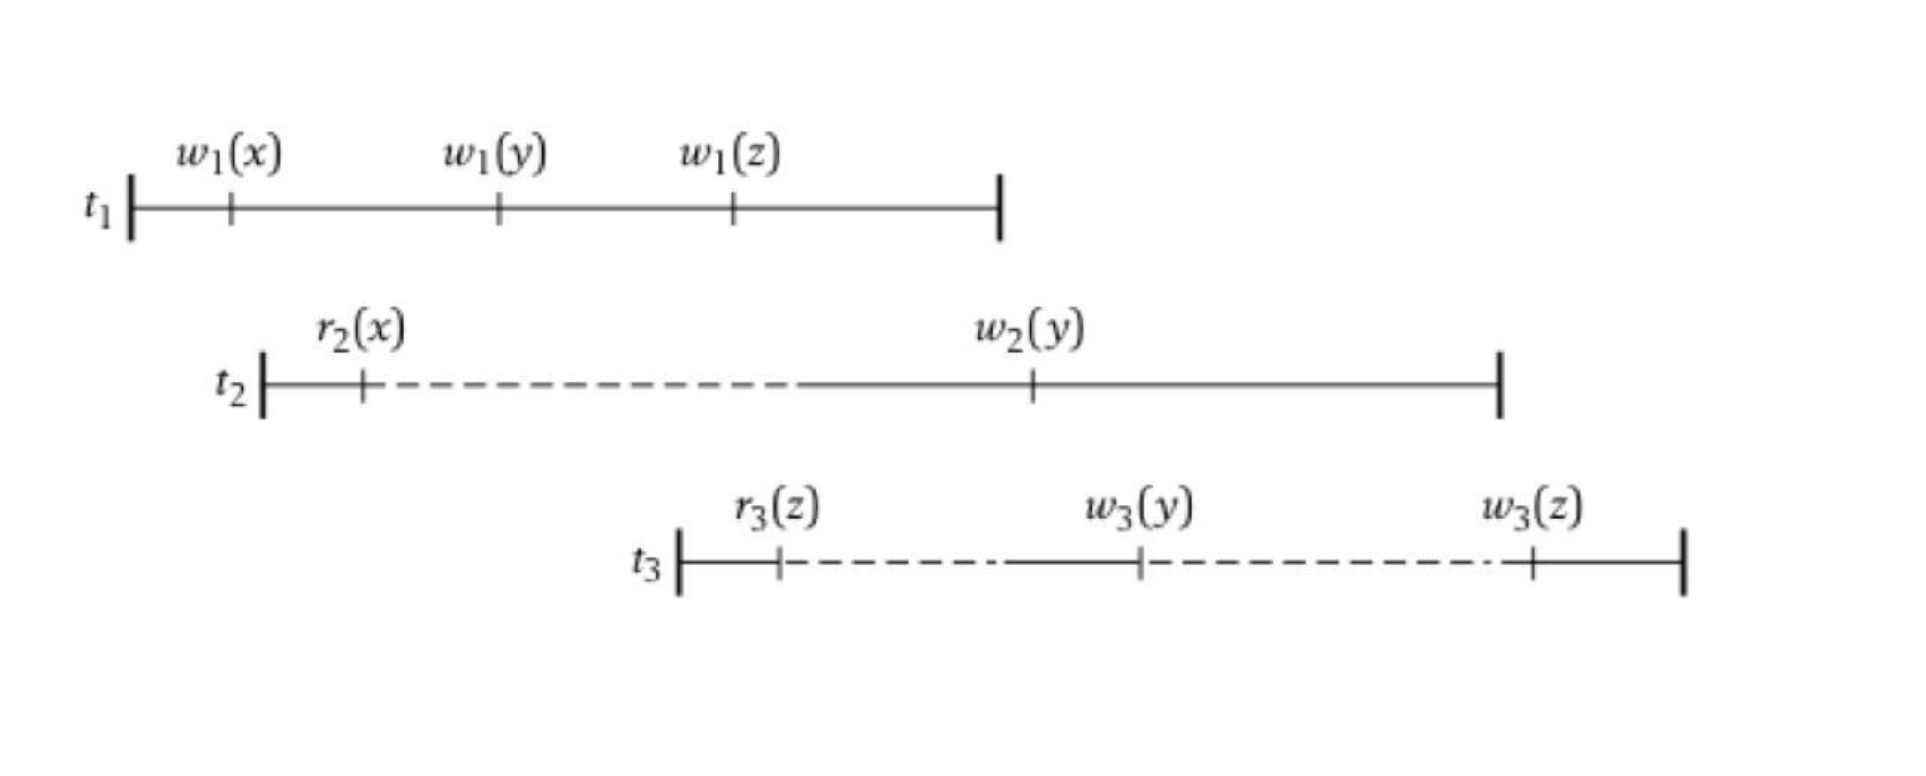 w₁(x) w₁(y) w₁(z)
t₁
r₂(x) w₂(y)
t₂
r₃(z) w₃(y) w₃(z)
t₃